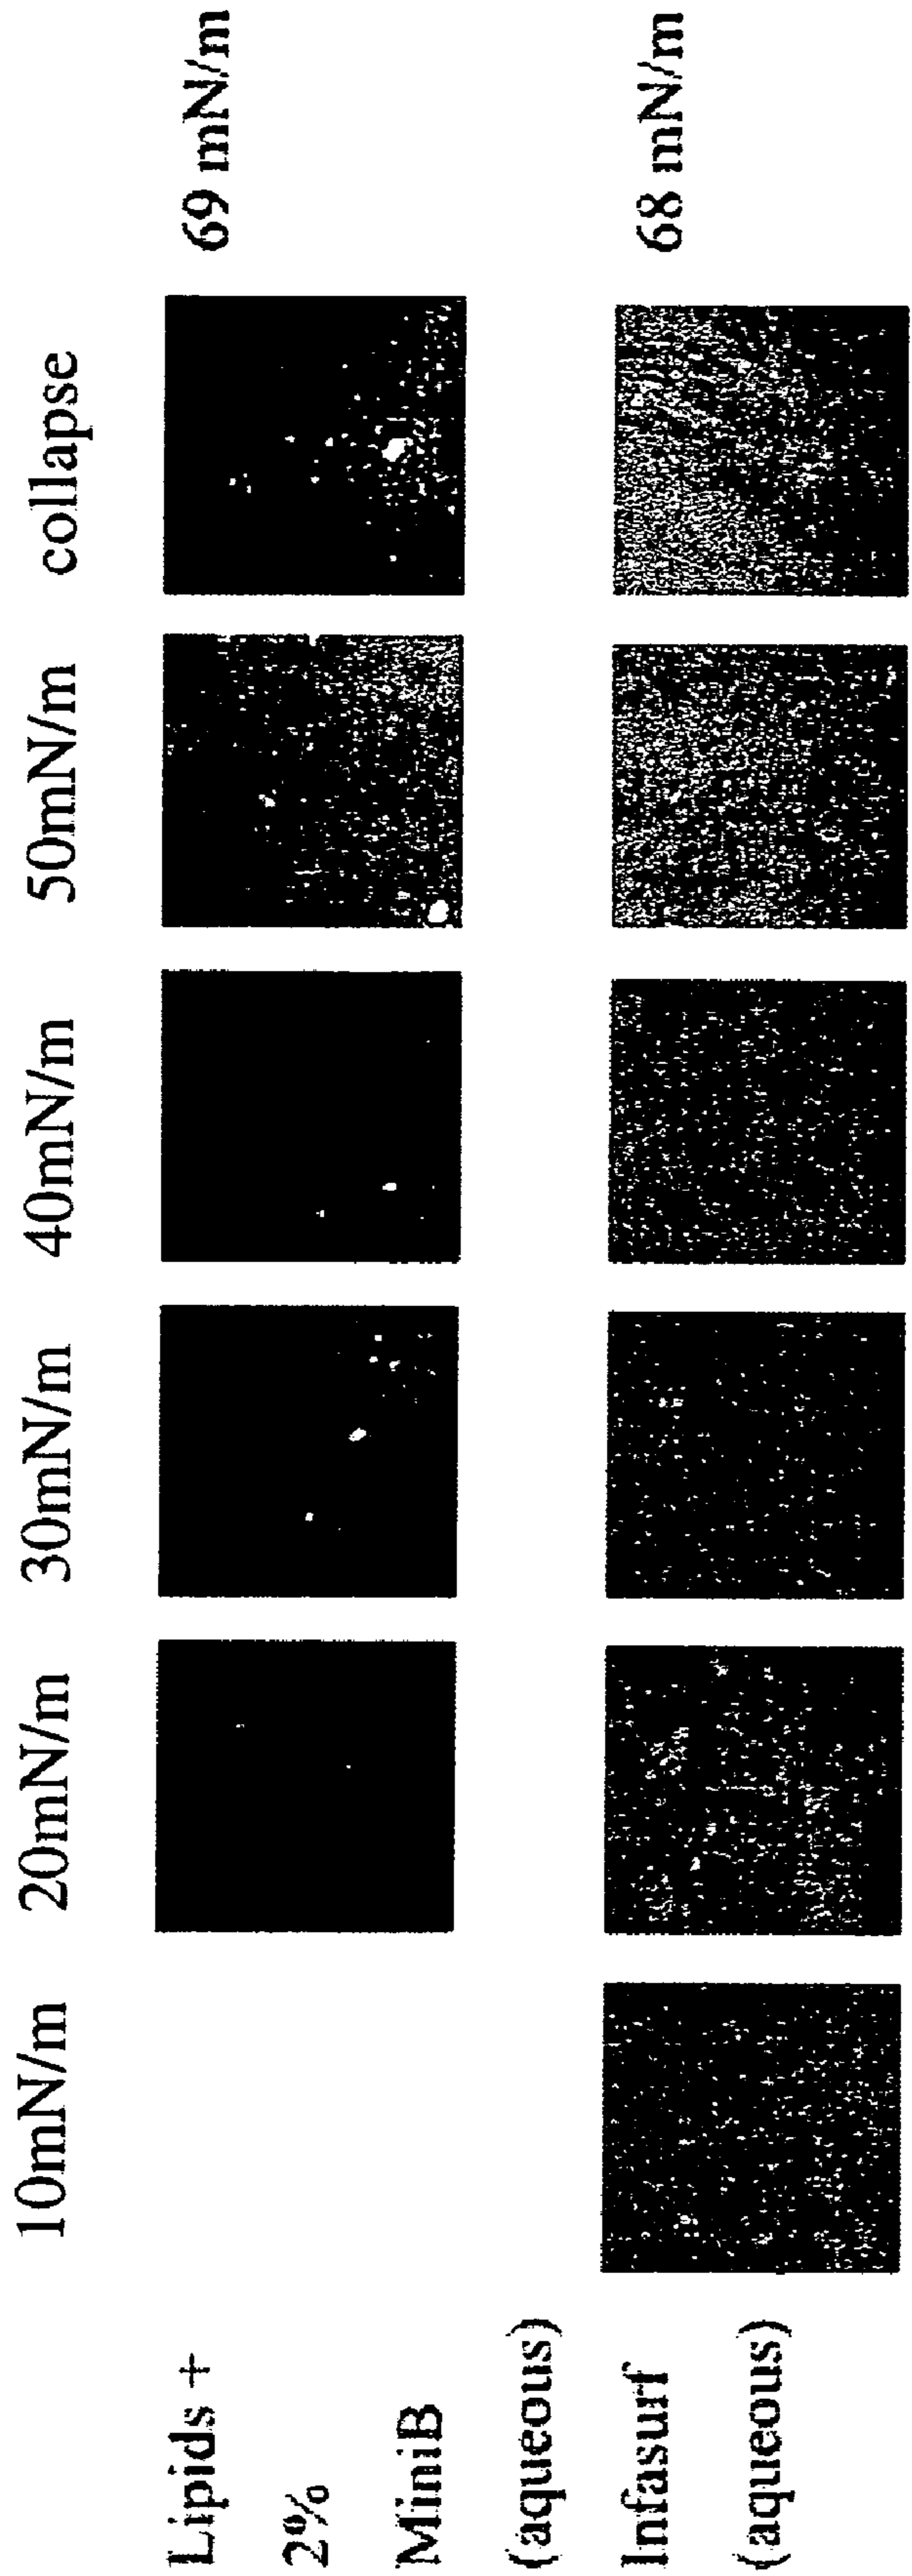 10mN/m 20mN/m 30mN/m 40mN/m 50mN/m collapse
Lipids +
2%
MiniB
(aqueous)
69 mN/m
Infasurf
(aqueous)
68 mN/m